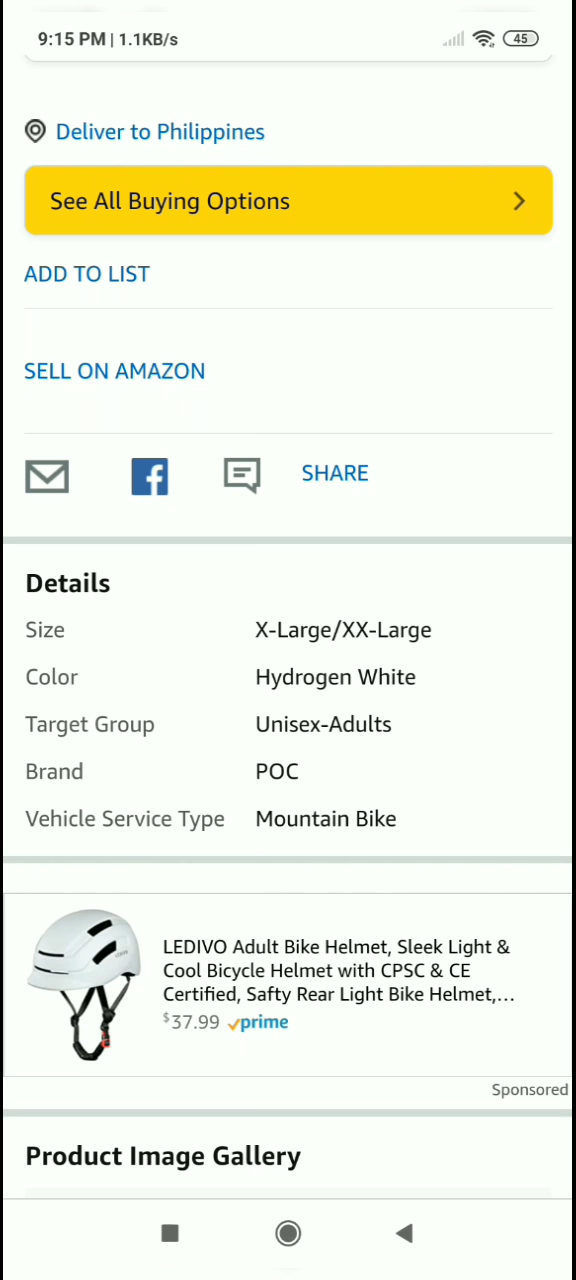 9:15 PM | 1.1KB/s
45
Deliver to Philippines
See All Buying Options
ADD TO LIST
SELL ON AMAZON
SHARE
Details
Size X-Large/XX-Large
Color Hydrogen White
Target Group Unisex-Adults
Brand POC
Vehicle Service Type Mountain Bike
LEDIVO Adult Bike Helmet, Sleek Light &
Cool Bicycle Helmet with CPSC & CE
Certified, Safty Rear Light Bike Helmet,...
$37.99 prime
Sponsored
Product Image Gallery